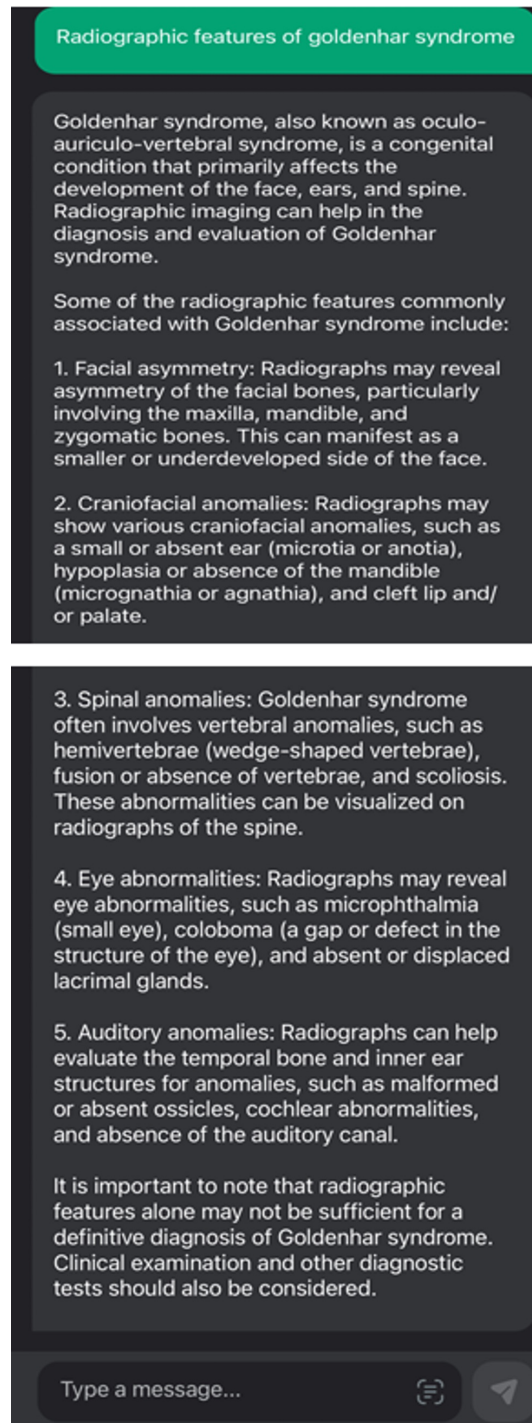 Radiographic features of goldenhar syndrome
Goldenhar syndrome, also known as oculo-
auriculo-vertebral syndrome, is a congenital
condition that primarily affects the
development of the face, ears, and spine.
Radiographic imaging can help in the
diagnosis and evaluation of Goldenhar
syndrome.
Some of the radiographic features commonly
associated with Goldenhar syndrome include:
1. Facial asymmetry: Radiographs may reveal
asymmetry of the facial bones, particularly
involving the maxilla, mandible, and
zygomatic bones. This can manifest as a
smaller or underdeveloped side of the face.
2. Craniofacial anomalies: Radiographs may
show various craniofacial anomalies, such as
a small or absent ear (microtia or anotia),
hypoplasia or absence of the mandible
(micrognathia or agnathia), and cleft lip and/
or palate.
3. Spinal anomalies: Goldenhar syndrome
often involves vertebral anomalies, such as
hemivertebrae (wedge-shaped vertebrae),
fusion or absence of vertebrae, and scoliosis.
These abnormalities can be visualized on
radiographs of the spine.
4. Eye abnormalities: Radiographs may reveal
eye abnormalities, such as microphthalmia
(small eye), coloboma (a gap or defect in the
structure of the eye), and absent or displaced
lacrimal glands.
5. Auditory anomalies: Radiographs can help
evaluate the temporal bone and inner ear
structures for anomalies, such as malformed
or absent ossicles, cochlear abnormalities,
and absence of the auditory canal.
It is important to note that radiographic
features alone may not be sufficient for a
definitive diagnosis of Goldenhar syndrome.
Clinical examination and other diagnostic
tests should also be considered.
Type a message...